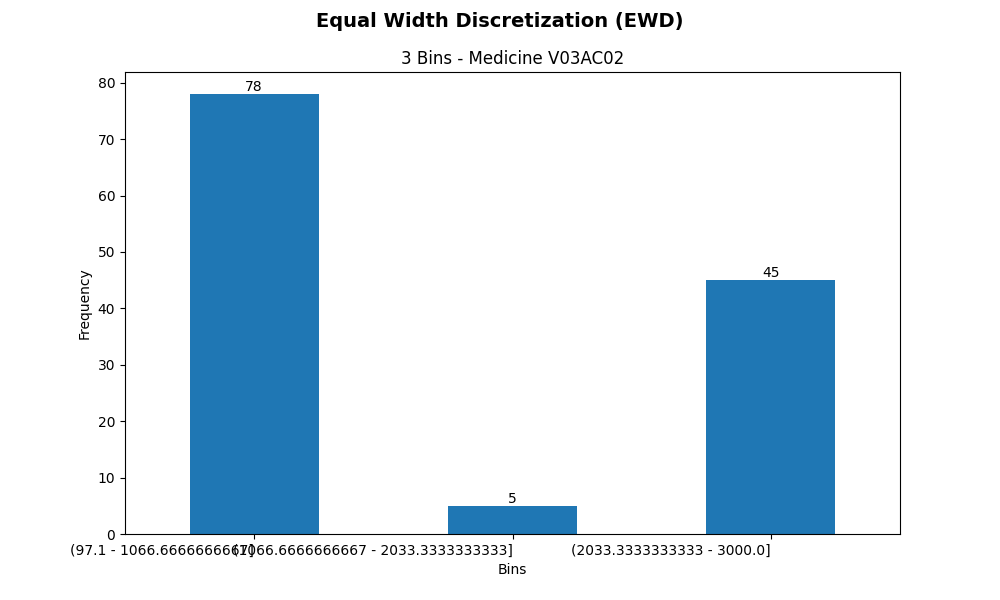 Equal Width Discretization (EWD)
3 Bins - Medicine V03AC02
80
70
60
50
40
30
20
10
0
Frequency
78
5
45
(97.1 - 1066.6666666667]
(1066.6666666667 - 2033.3333333333]
(2033.3333333333 - 3000.0]
Bins